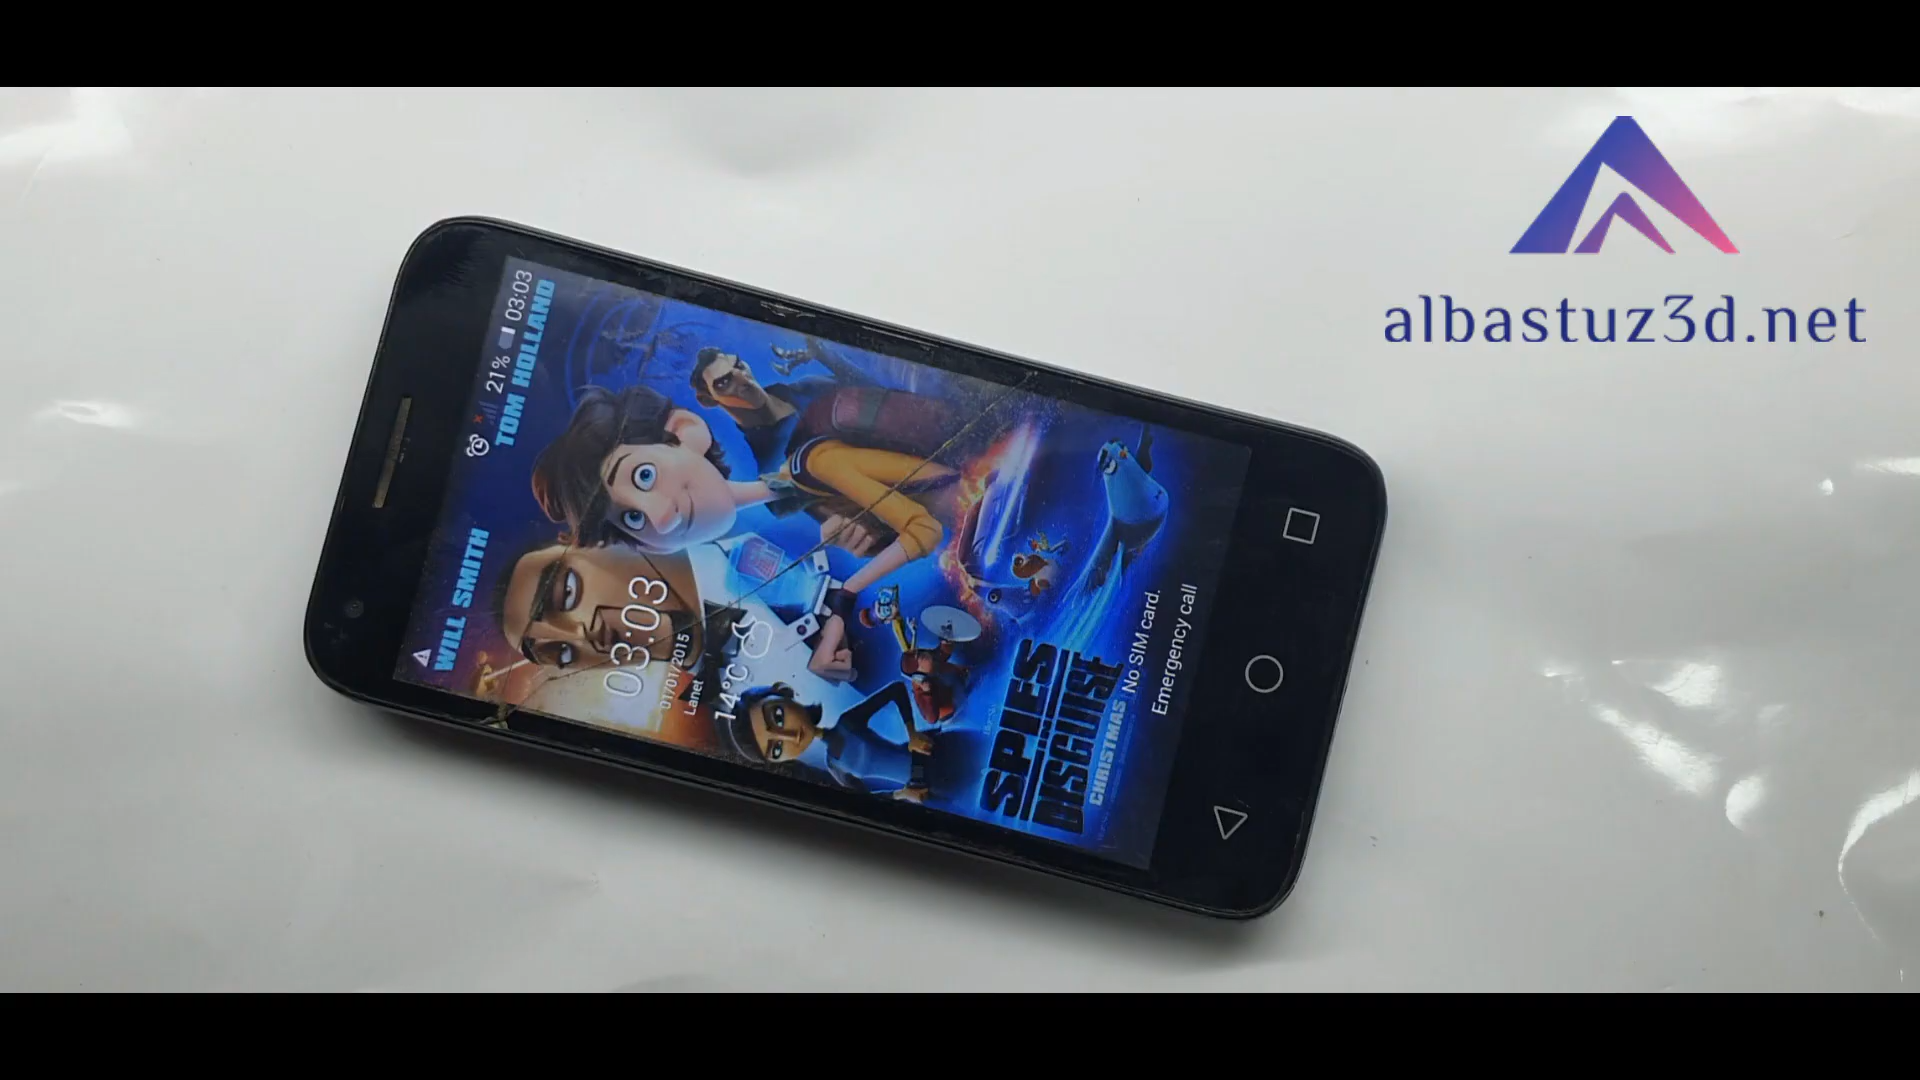 albastuz3d.net
21% 03:03
WILL SMITH TOM HOLLAND
03:03
01/01/2015
Lanet
14°C
SPIES
IN
DISGUISE
CHRISTMAS
No SIM card.
Emergency call